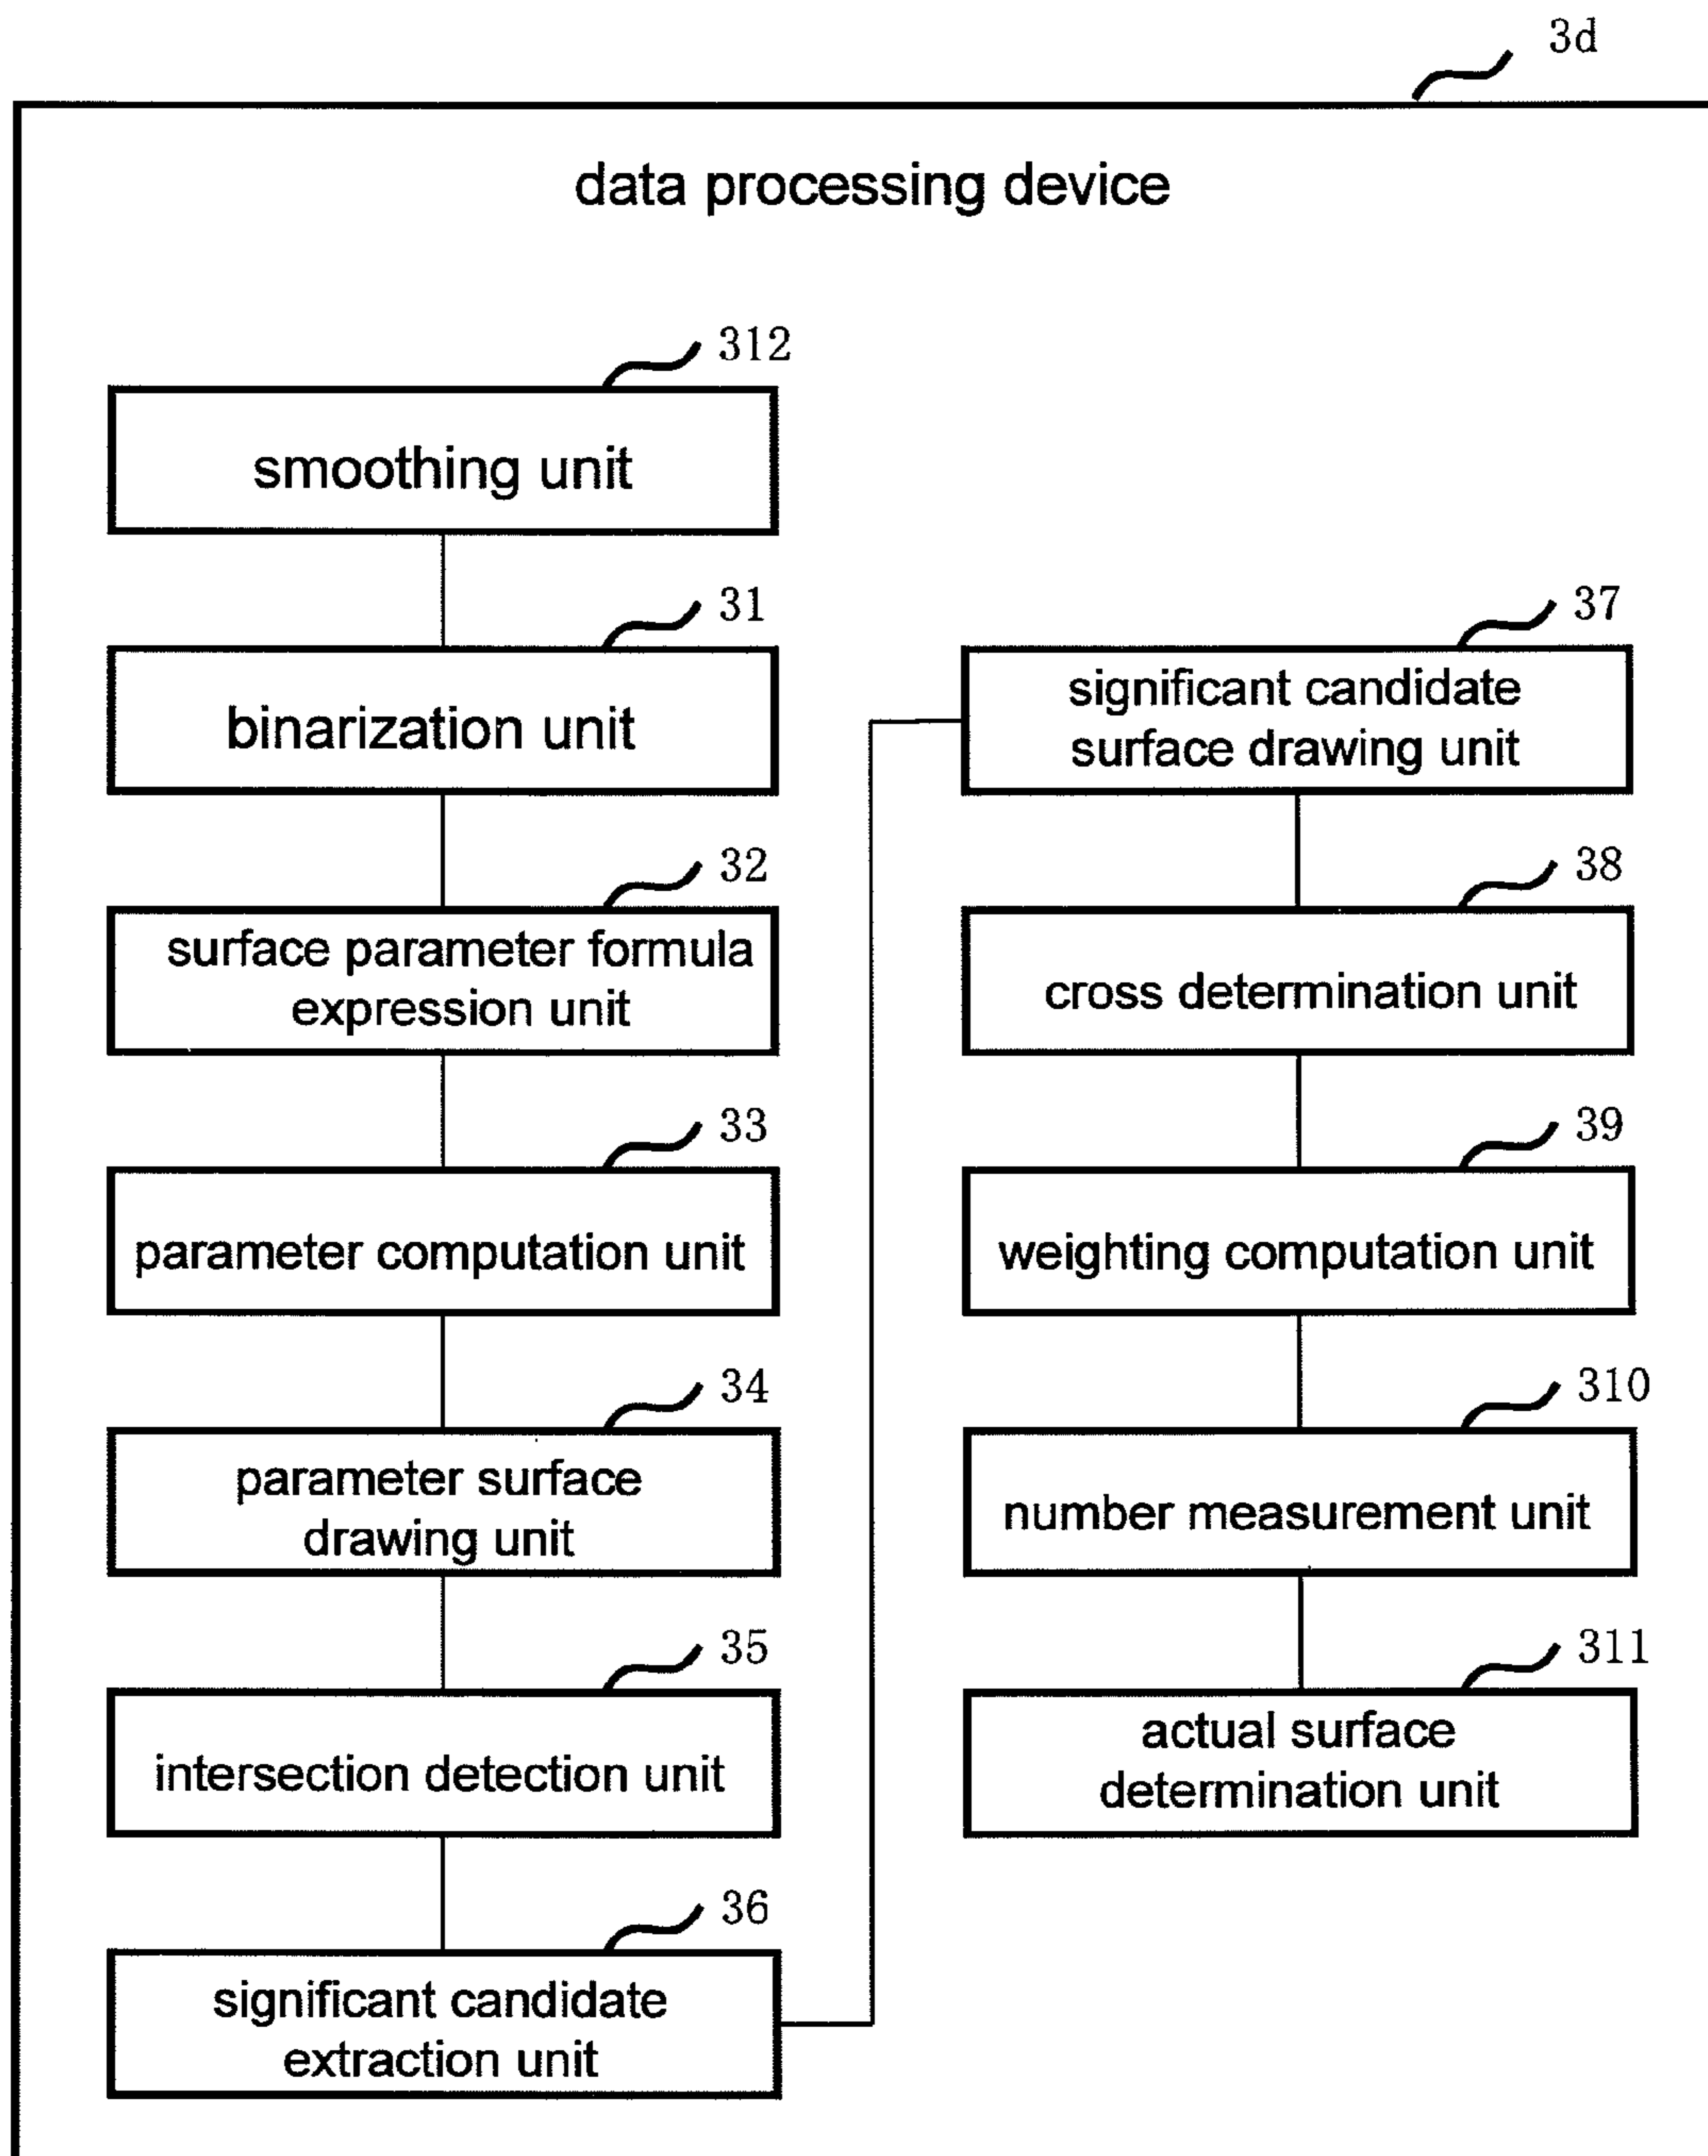 3d
data processing device
312
smoothing unit
31
binarization unit
32
surface parameter formula
expression unit
33
parameter computation unit
34
parameter surface
drawing unit
35
intersection detection unit
36
significant candidate
extraction unit
37
significant candidate
surface drawing unit
38
cross determination unit
39
weighting computation unit
310
number measurement unit
311
actual surface
determination unit